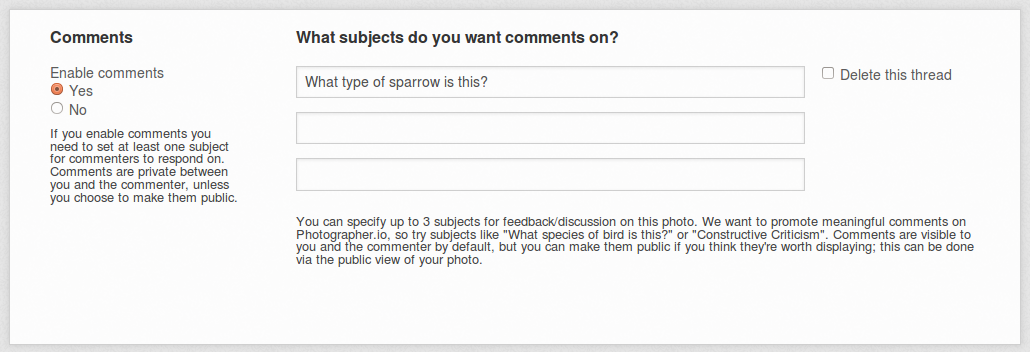 Comments
Enable comments
Yes
No
If you enable comments you
need to set at least one subject
for commenters to respond on.
Comments are private between
you and the commenter, unless
you choose to make them public.
What subjects do you want comments on?
What type of sparrow is this?
Delete this thread
You can specify up to 3 subjects for feedback/discussion on this photo. We want to promote meaningful comments on
Photographer.io, so try subjects like "What species of bird is this?" or "Constructive Criticism". Comments are visible to
you and the commenter by default, but you can make them public if you think they're worth displaying; this can be done
via the public view of your photo.